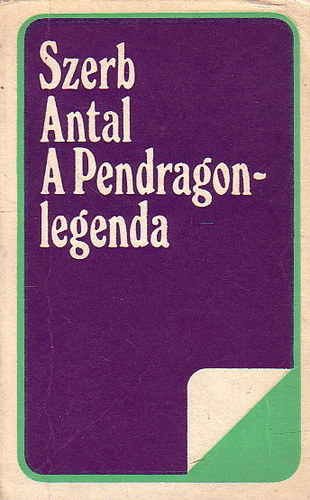 Szerb
Antal
A Pendragon-
legenda